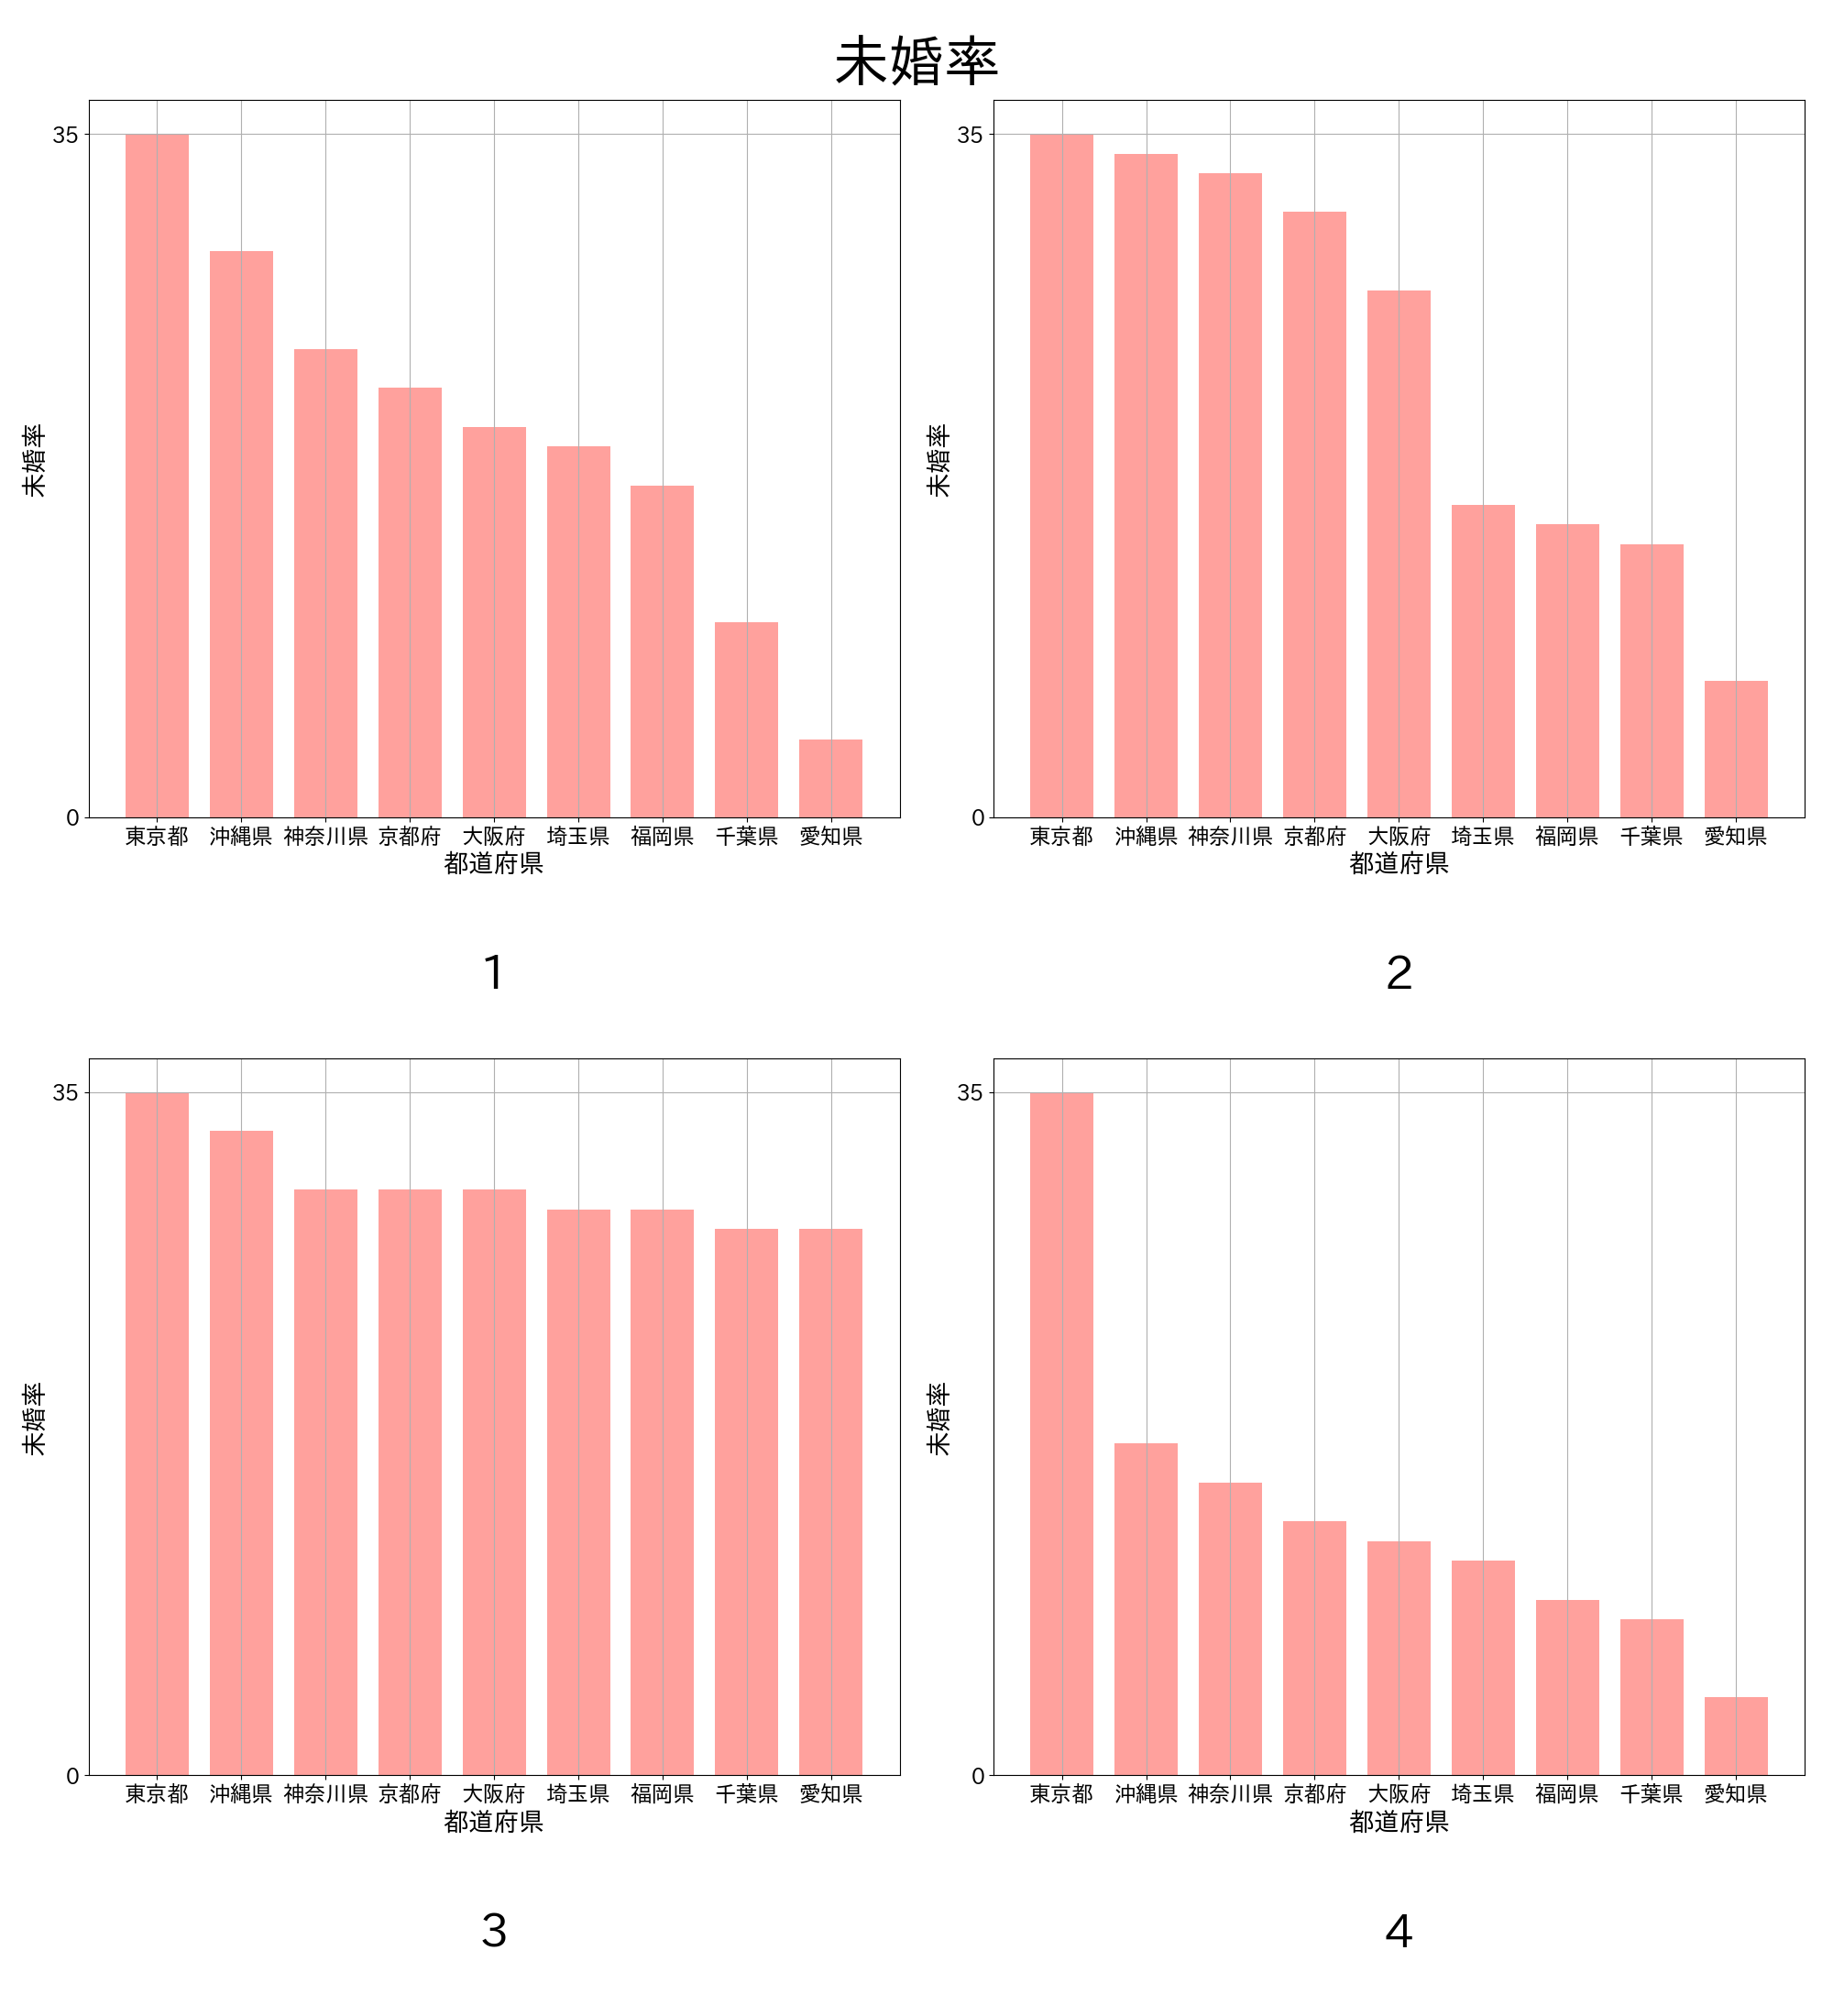 未婚率
35
0
未婚率
東京都 沖縄県 神奈川県 京都府 大阪府 埼玉県 福岡県 千葉県 愛知県
都道府県
1
35
0
未婚率
東京都 沖縄県 神奈川県 京都府 大阪府 埼玉県 福岡県 千葉県 愛知県
都道府県
2
35
0
未婚率
東京都 沖縄県 神奈川県 京都府 大阪府 埼玉県 福岡県 千葉県 愛知県
都道府県
3
35
0
未婚率
東京都 沖縄県 神奈川県 京都府 大阪府 埼玉県 福岡県 千葉県 愛知県
都道府県
4